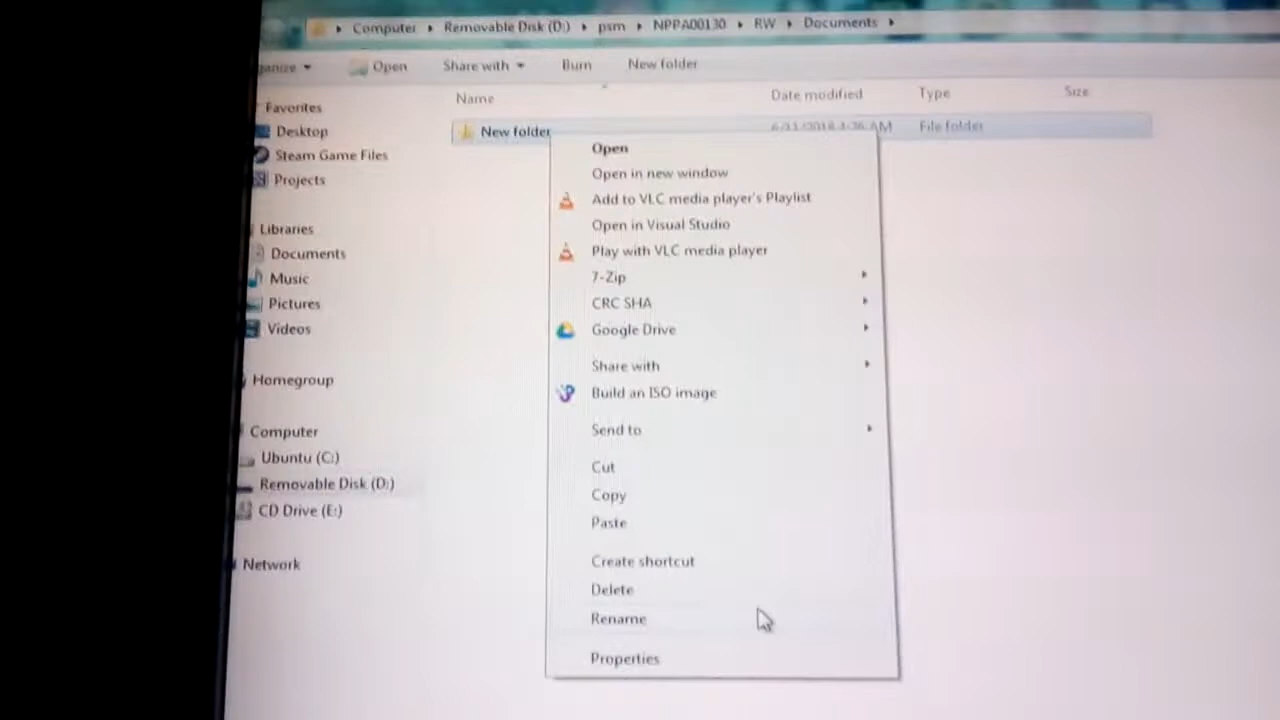 Computer Removable Disk (D:) psm NPPA00130 RW Documents
Open Share with Burn New folder
Name Date modified Type Size
New folder AM File folder
Favorites
Desktop
Steam Game Files
Projects
Libraries
Documents
Music
Pictures
Videos
Homegroup
Computer
Ubuntu (C:)
Removable Disk (D:)
CD Drive (E:)
Network
Open
Open in new window
Add to VLC media player's Playlist
Open in Visual Studio
Play with VLC media player
7-Zip
CRC SHA
Google Drive
Share with
Build an ISO image
Send to
Cut
Copy
Paste
Create shortcut
Delete
Rename
Properties